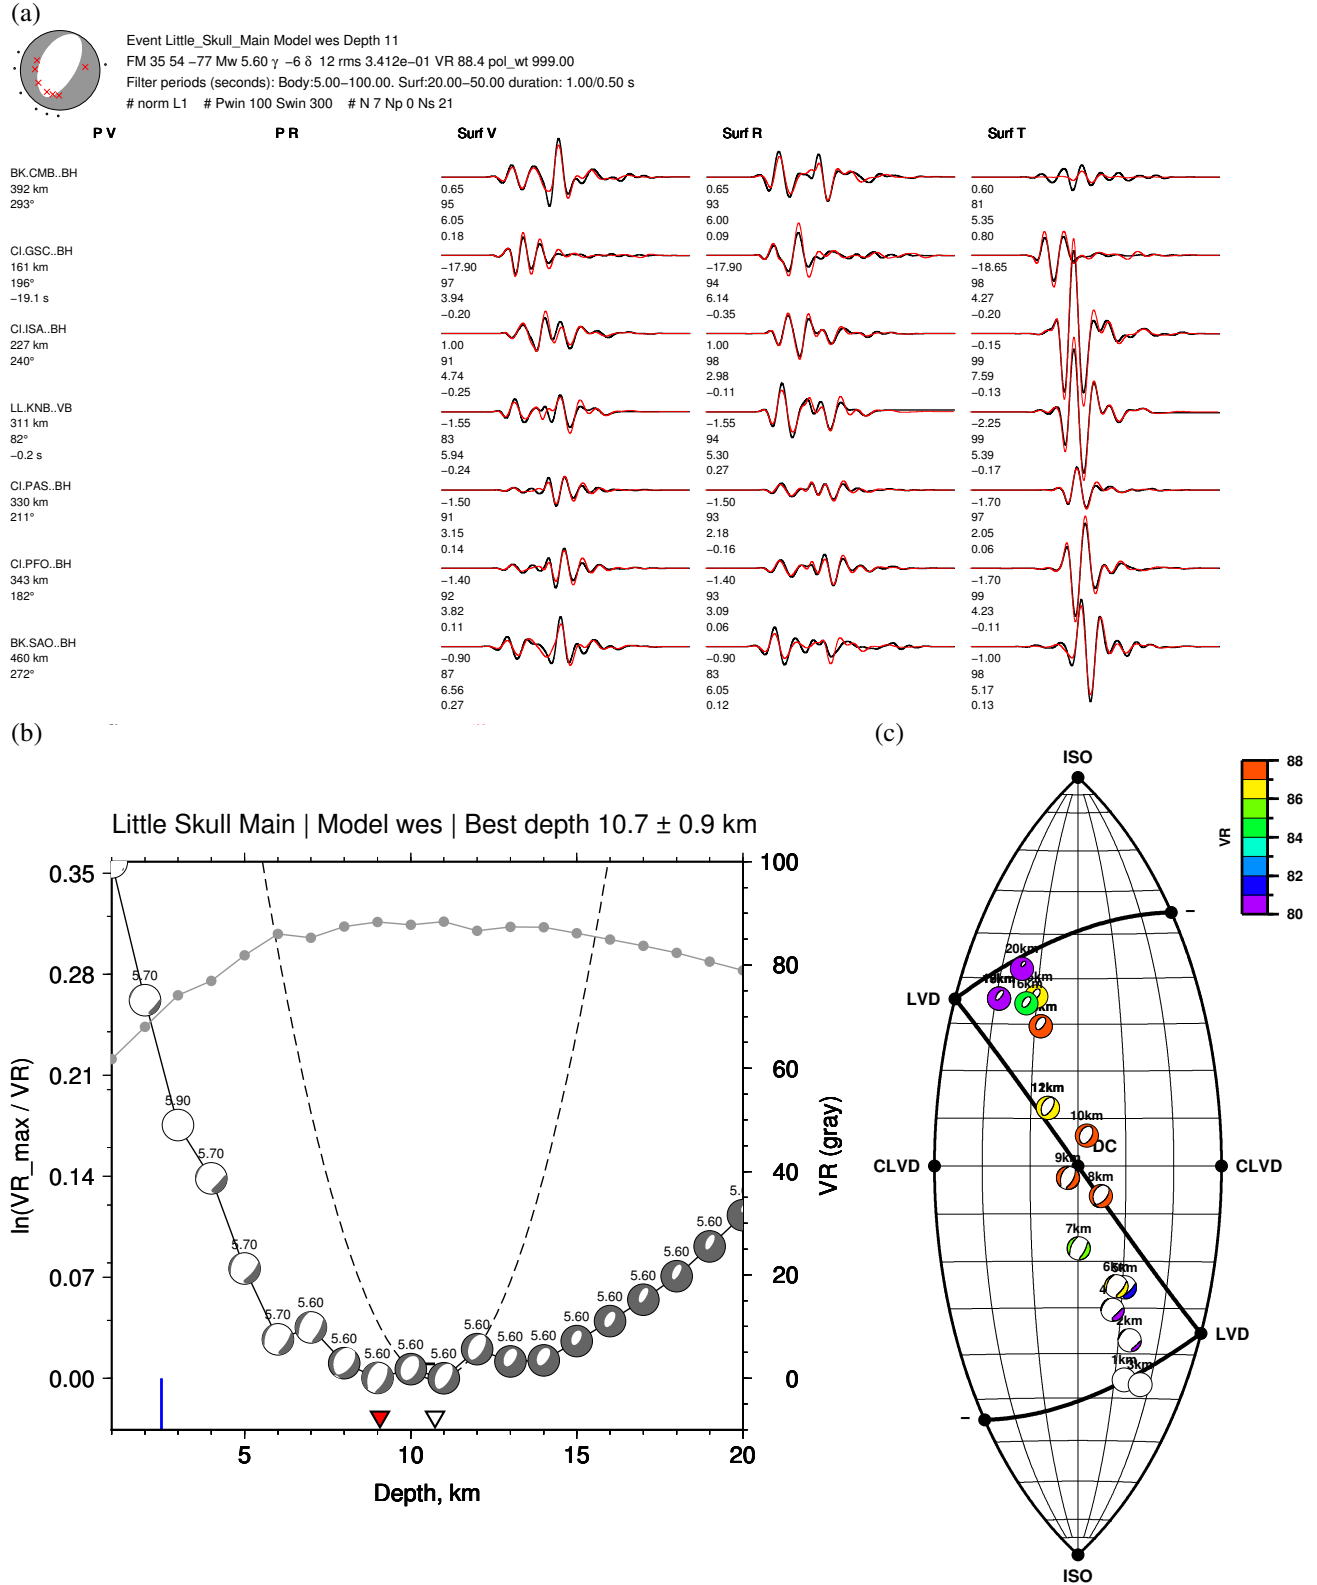 (a)
Event Little_Skull_Main Model wes Depth 11
FM 35 54 −77 Mw 5.60 γ −6 δ 12 rms 3.412e−01 VR 88.4 pol_wt 999.00
Filter periods (seconds): Body:5.00−100.00. Surf:20.00−50.00 duration: 1.00/0.50 s
# norm L1 # Pwin 100 Swin 300 # N 7 Np 0 Ns 21
P V P R Surf V Surf R Surf T
BK.CMB..BH
392 km 0.65 0.65 0.60
293° 95 93 81
6.05 6.00 5.35
0.18 0.09 0.80
CI.GSC..BH
161 km −17.90 −17.90 −18.65
196° 97 94 98
−19.1 s 3.94 6.14 4.27
−0.20 −0.35 −0.20
CI.ISA..BH
227 km 1.00 1.00 −0.15
240° 91 98 99
4.74 2.98 7.59
−0.25 −0.11 −0.13
LL.KNB..VB
311 km −1.55 −1.55 −2.25
82° 83 94 99
−0.2 s 5.94 5.30 5.39
−0.24 0.27 −0.17
CI.PAS..BH
330 km −1.50 −1.50 −1.70
211° 91 93 97
3.15 2.18 2.05
0.14 −0.16 0.06
CI.PFO..BH
343 km −1.40 −1.40 −1.70
182° 92 93 99
3.82 3.09 4.23
0.11 0.06 −0.11
BK.SAO..BH
460 km −0.90 −0.90 −1.00
272° 87 83 98
6.56 6.05 5.17
0.27 0.12 0.13
(b)
Little Skull Main | Model wes | Best depth 10.7 ± 0.9 km
ln(VR_max / VR)
0.35
0.28
0.21
0.14
0.07
0.00
5.70
5.90
5.70
5.70
5.70
5.60
5.60
5.60
5.60
5.60
5.60
5.60
5.60
5.60
5.60
5.60
5.60
5.60
5.
100
80
60
40
20
0
VR (gray)
5 10 15 20
Depth, km
(c)
ISO
VR
88
86
84
82
80
−
LVD
20km
16km
12km
10km
DC
9km
8km
CLVD
CLVD
7km
6km
5km
4
2km
1km
3km
LVD
−
ISO